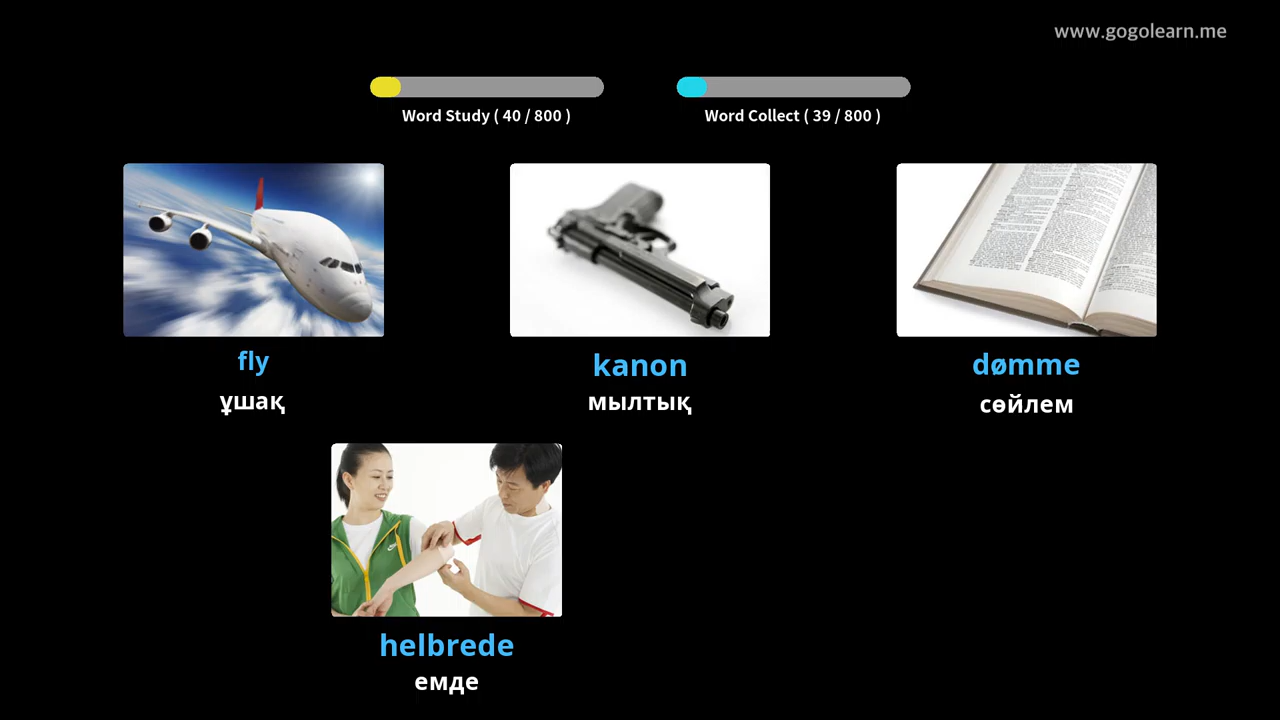 www.gogolearn.me
Word Study ( 40 / 800 )
Word Collect ( 39 / 800 )
fly
ұшақ
kanon
мылтық
dømme
сөйлем
helbrede
емде